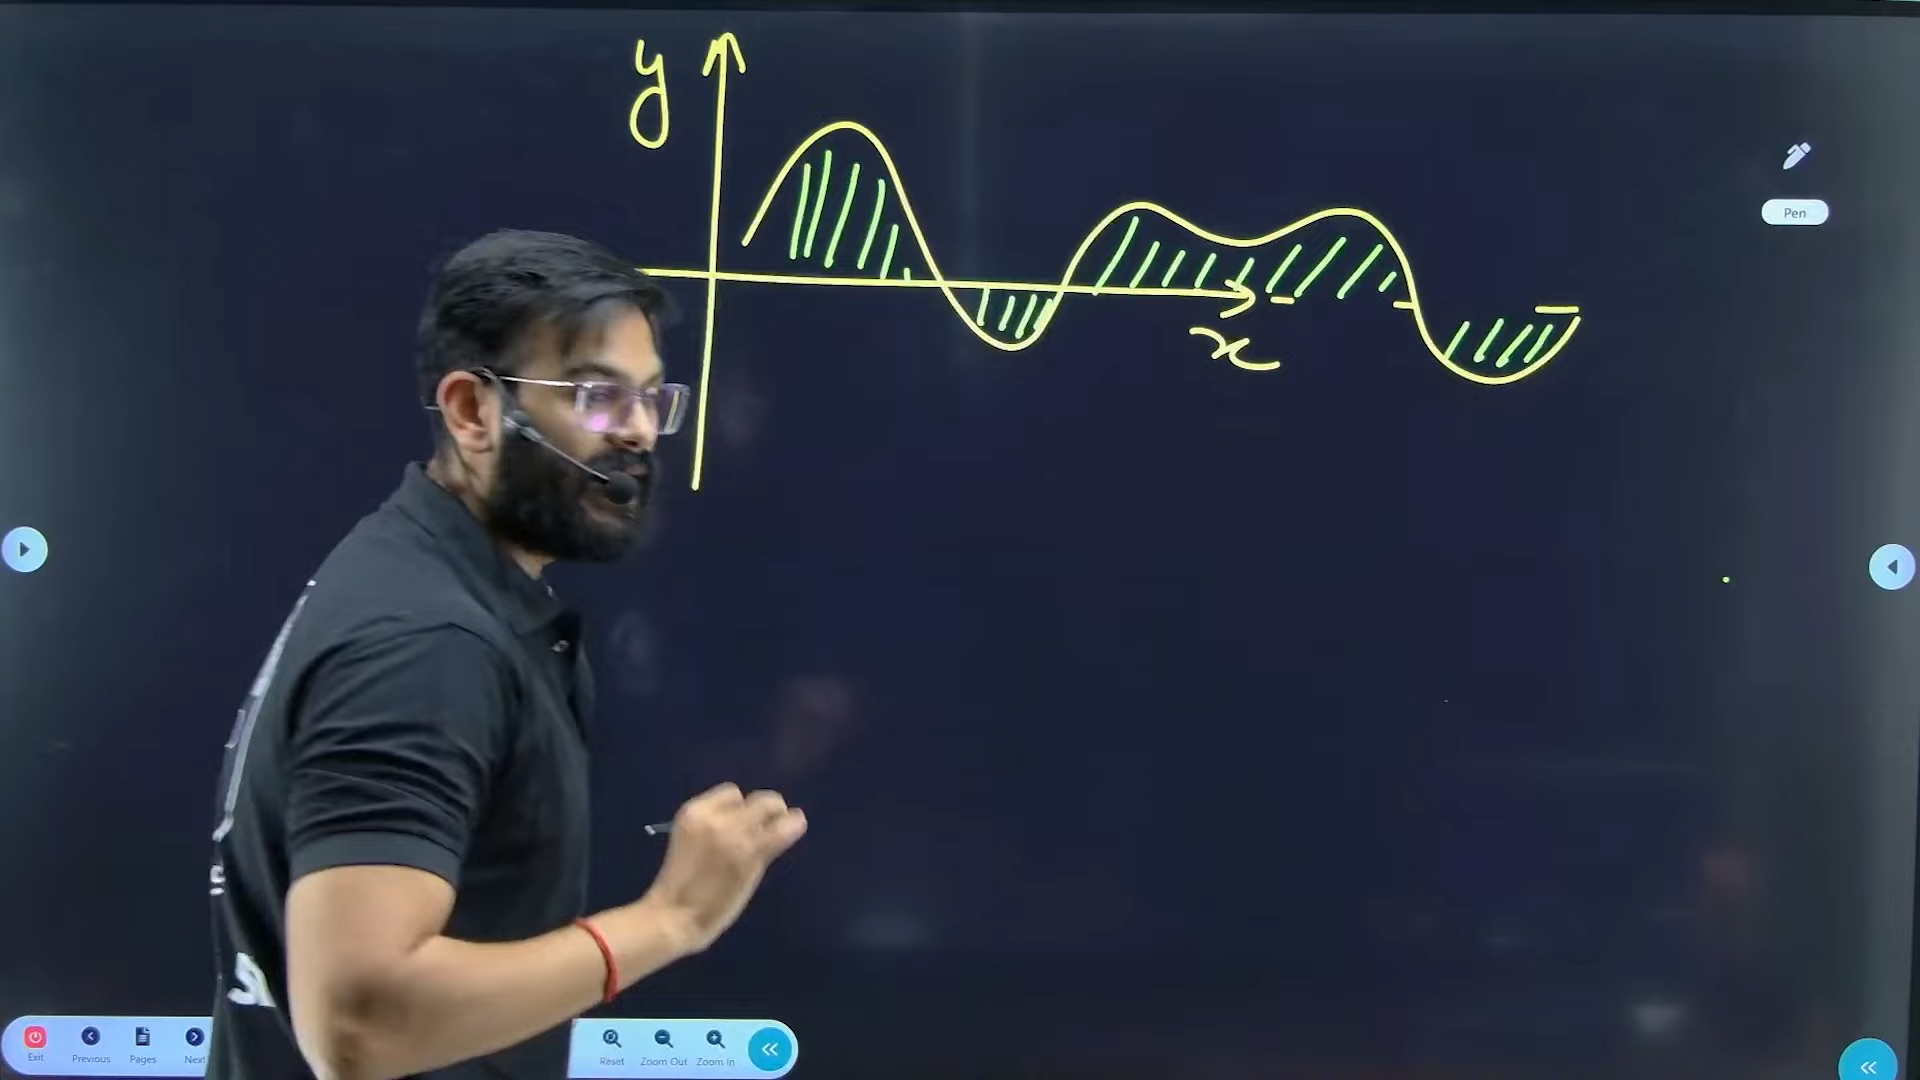 y
x
Pen
Exit
Previous
Pages
Next
Reset
Zoom Out
Zoom In